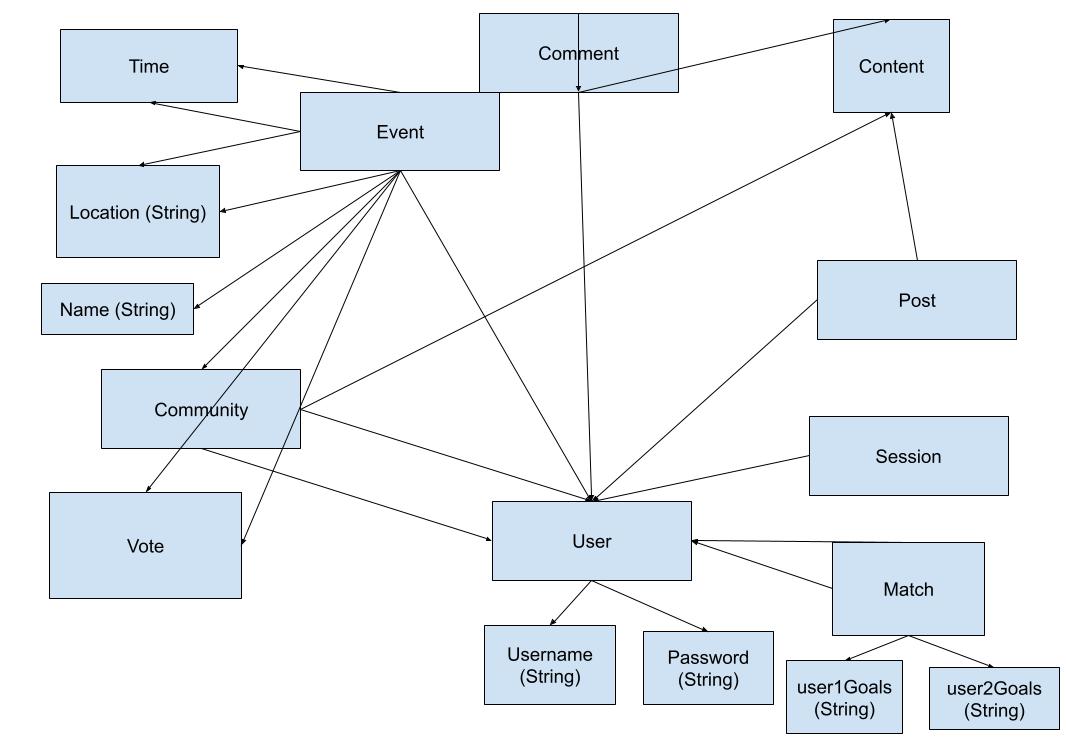 Comment
Time
Content
Event
Location (String)
Name (String)
Post
Community
Session
Vote
User
Match
Username
(String)
Password
(String)
user1Goals
(String)
user2Goals
(String)